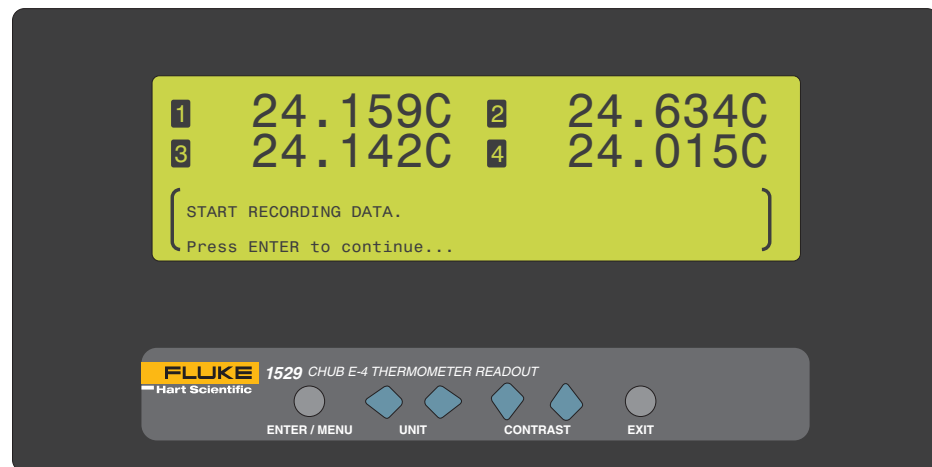 1 24.159C 2 24.634C
3 24.142C 4 24.015C
START RECORDING DATA.
Press ENTER to continue...
FLUKE 1529 CHUB E-4 THERMOMETER READOUT
Hart Scientific
ENTER / MENU UNIT CONTRAST EXIT